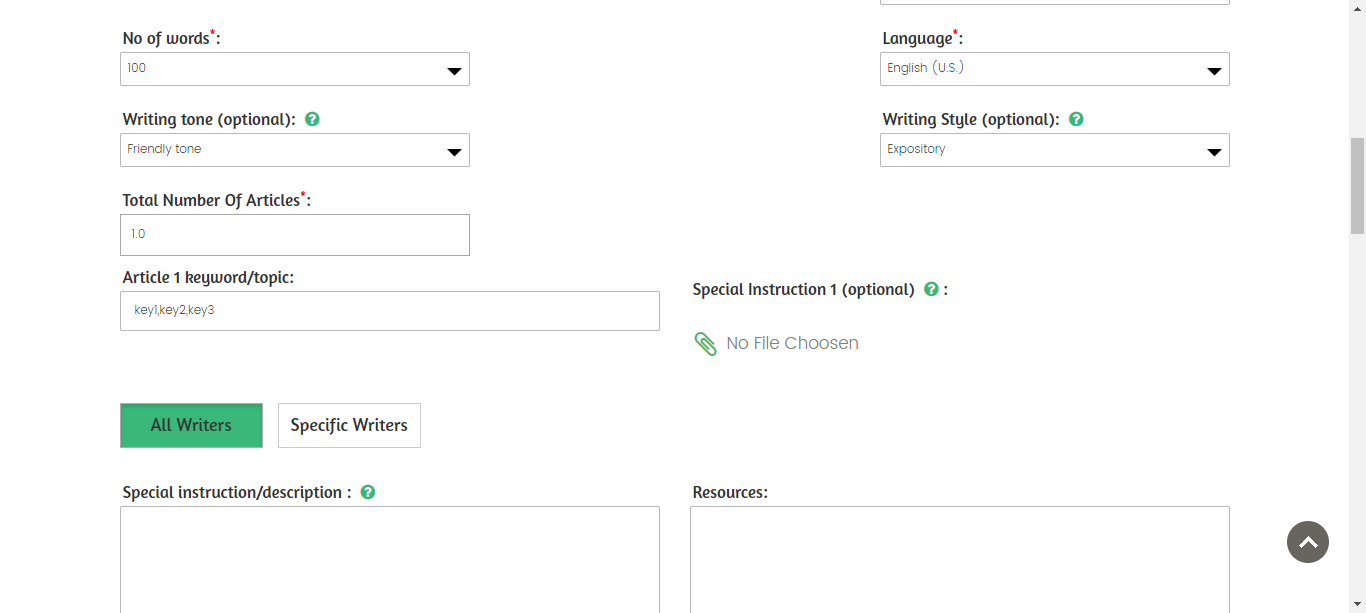 No of words*:
Language*:
100
English (U.S.)
Writing tone (optional): ?
Writing Style (optional): ?
Friendly tone
Expository
Total Number Of Articles*:
1.0
Article 1 keyword/topic:
Special Instruction 1 (optional) ? :
key1,key2,key3
No File Choosen
All Writers
Specific Writers
Special instruction/description : ?
Resources: